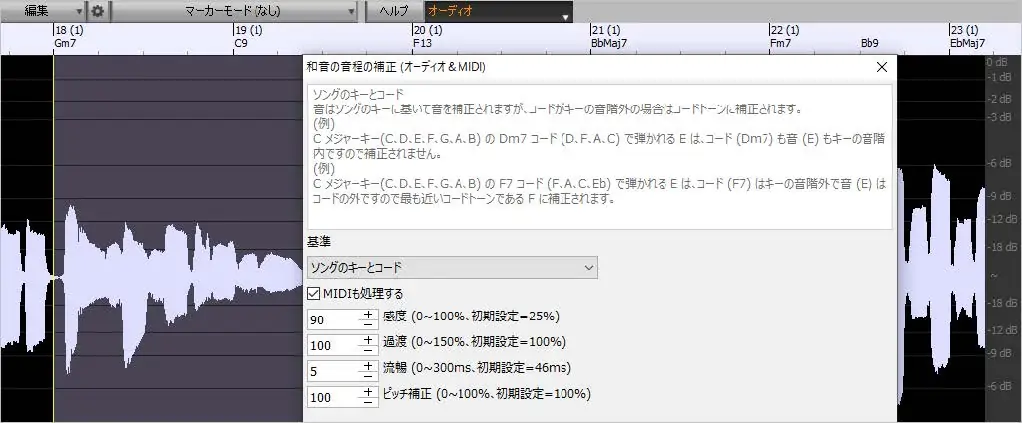 編集 マーカーモード (なし) ヘルプ オーディオ
18 (1) 19 (1) 20 (1) 21 (1) 22 (1) 23 (1)
Gm7 C9 F13 BbMaj7 Fm7 Bb9 EbMaj7
和音の音程の補正 (オーディオ&MIDI)
ソングのキーとコード
音はソングのキーに基いて音を補正されますが、コードがキーの音階外の場合はコードトーンに補正されます。
(例)
C メジャーキー(C、D、E、F、G、A、B) の Dm7 コード (D、F、A、C) で弾かれる E は、コード (Dm7) も音 (E) もキーの音階
内ですので補正されません。
(例)
C メジャーキー(C、D、E、F、G、A、B) の F7 コード (F、A、C、Eb) で弾かれる E は、コード (F7) はキーの音階外で音 (E) は
コードの外ですので最も近いコードトーンである F に補正されます。
基準
ソングのキーとコード
MIDIも処理する
90 感度 (0~100%、初期設定=25%)
100 過渡 (0~150%、初期設定=100%)
5 流暢 (0~300ms、初期設定=46ms)
100 ピッチ補正 (0~100%、初期設定=100%)
0 dB
-1 dB
-2 dB
-3 dB
-6 dB
-9 dB
-12 dB
-18 dB
-18 dB
-12 dB
-9 dB
-6 dB